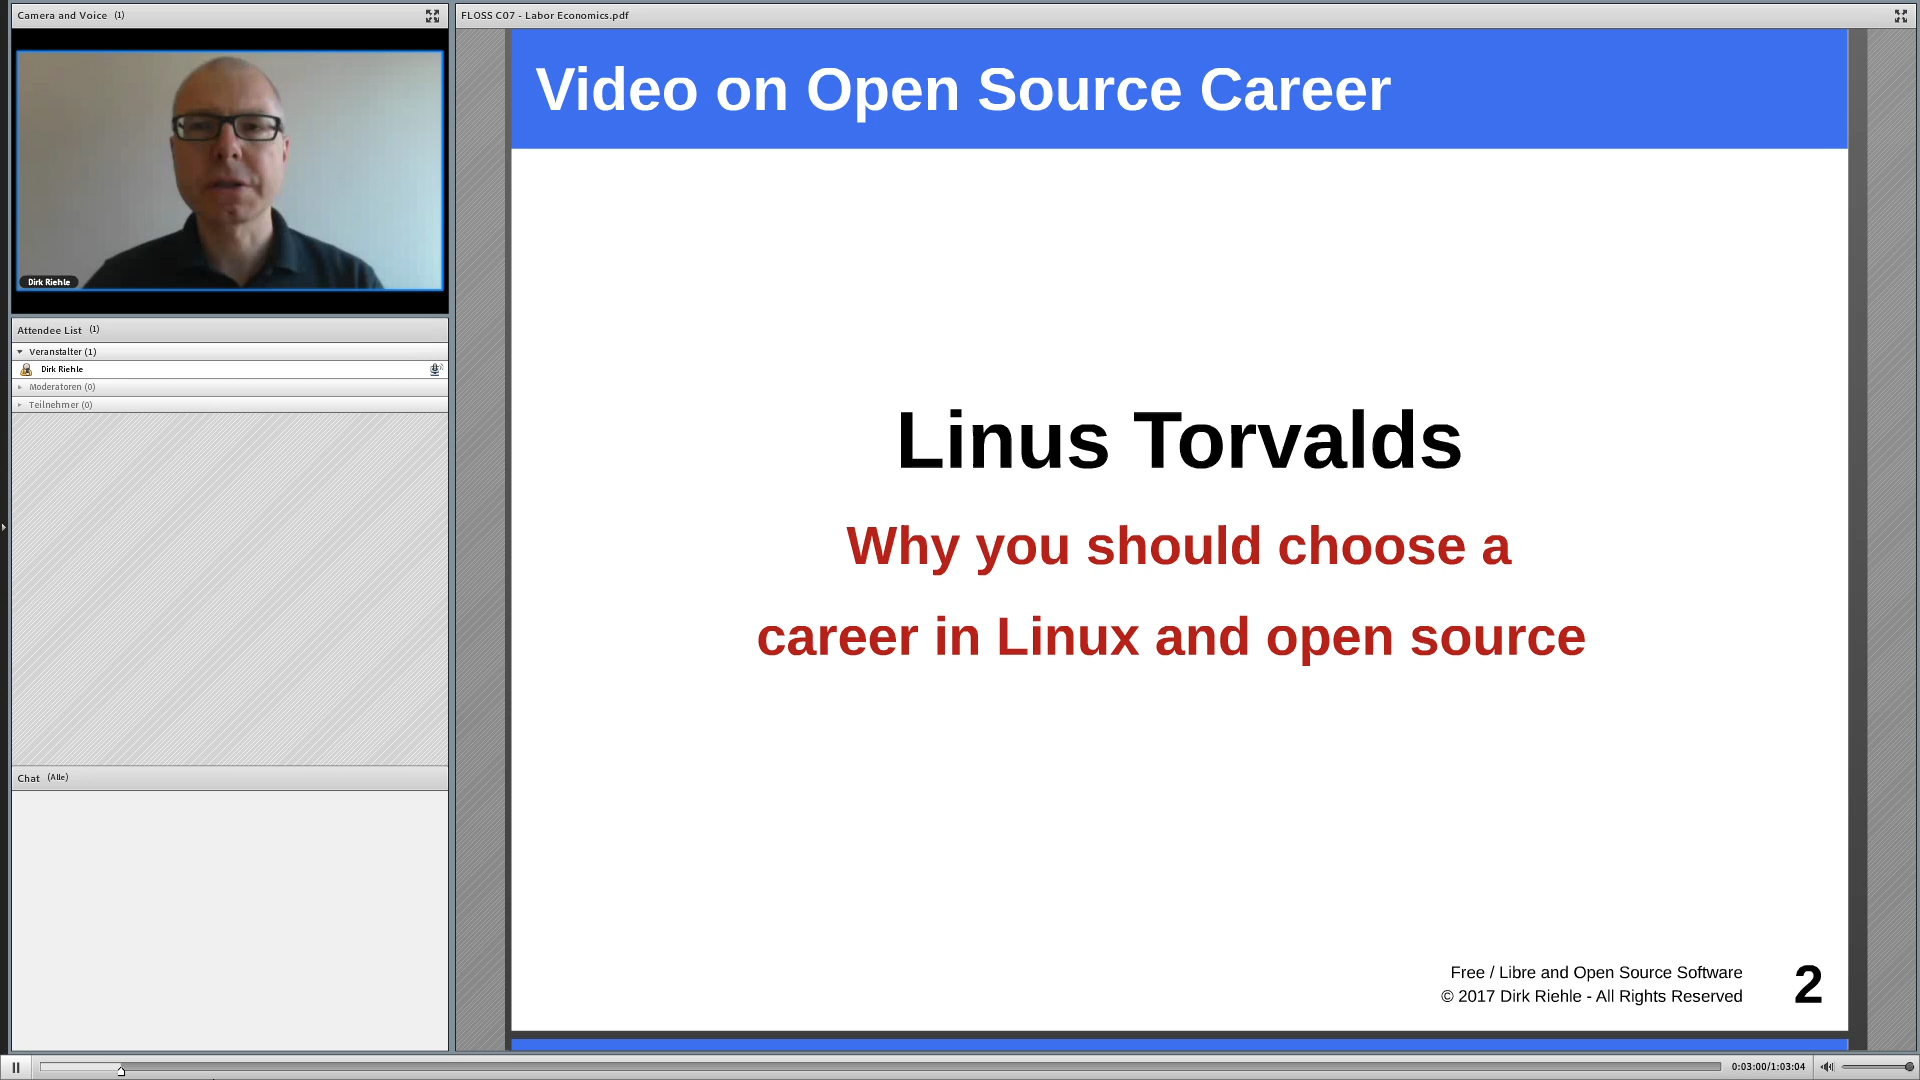 Camera and Voice (1)
Dirk Riehle
Attendee List (1)
Veranstalter (1)
Dirk Riehle
Moderatoren (0)
Teilnehmer (0)
Chat (Alle)
FLOSS C07 - Labor Economics.pdf
Video on Open Source Career
Linus Torvalds
Why you should choose a
career in Linux and open source
Free / Libre and Open Source Software
© 2017 Dirk Riehle - All Rights Reserved
2
0:03:00/1:03:04